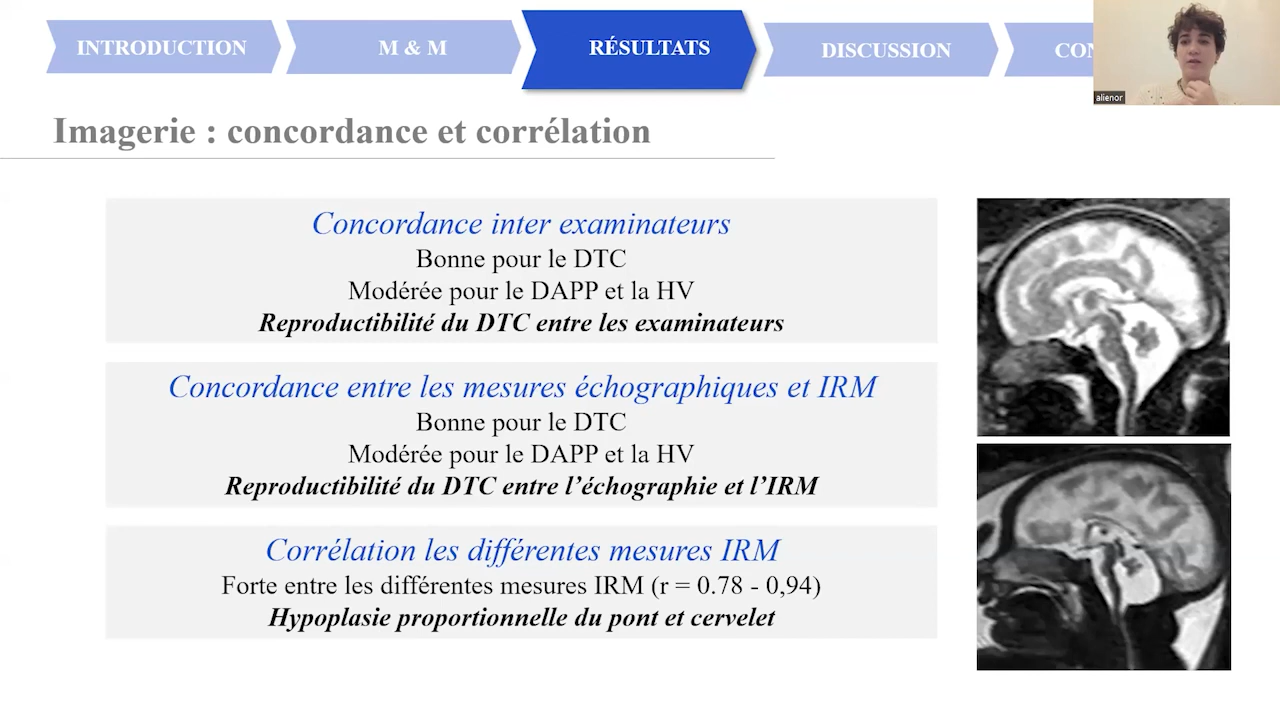 INTRODUCTION
M & M
RÉSULTATS
DISCUSSION
alienor
Imagerie : concordance et corrélation
Concordance inter examinateurs
Bonne pour le DTC
Modérée pour le DAPP et la HV
Reproductibilité du DTC entre les examinateurs
Concordance entre les mesures échographiques et IRM
Bonne pour le DTC
Modérée pour le DAPP et la HV
Reproductibilité du DTC entre l’échographie et l’IRM
Corrélation les différentes mesures IRM
Forte entre les différentes mesures IRM (r = 0.78 - 0,94)
Hypoplasie proportionnelle du pont et cervelet